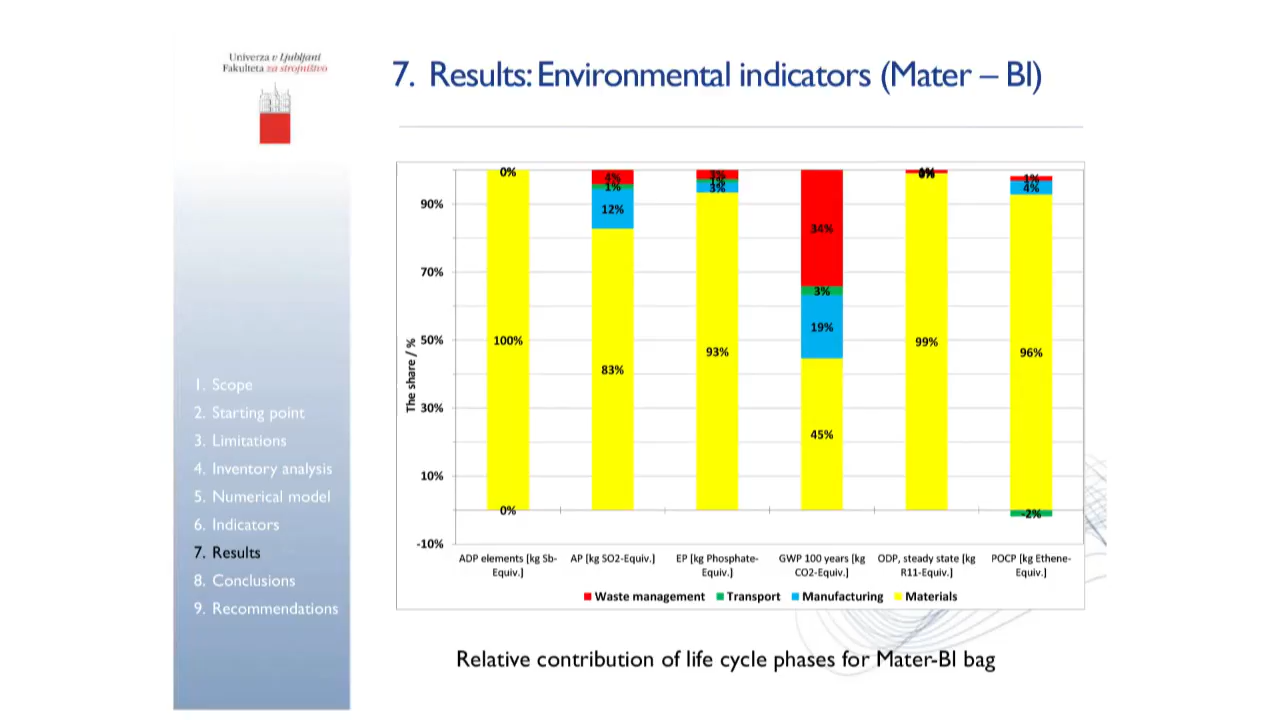 Univerza v Ljubljani
Fakulteta za strojništvo
7. Results: Environmental indicators (Mater – BI)
1. Scope
2. Starting point
3. Limitations
4. Inventory analysis
5. Numerical model
6. Indicators
7. Results
8. Conclusions
9. Recommendations
The share / %
90%
70%
50%
30%
10%
-10%
0%
100%
0%
4%
1%
12%
83%
3%
1%
3%
93%
34%
3%
19%
45%
99%
1%
4%
96%
-2%
ADP elements [kg Sb-
Equiv.]
AP [kg SO2-Equiv.]
EP [kg Phosphate-
Equiv.]
GWP 100 years [kg
CO2-Equiv.]
ODP, steady state [kg
R11-Equiv.]
POCP [kg Ethene-
Equiv.]
Waste management Transport Manufacturing Materials
Relative contribution of life cycle phases for Mater-BI bag